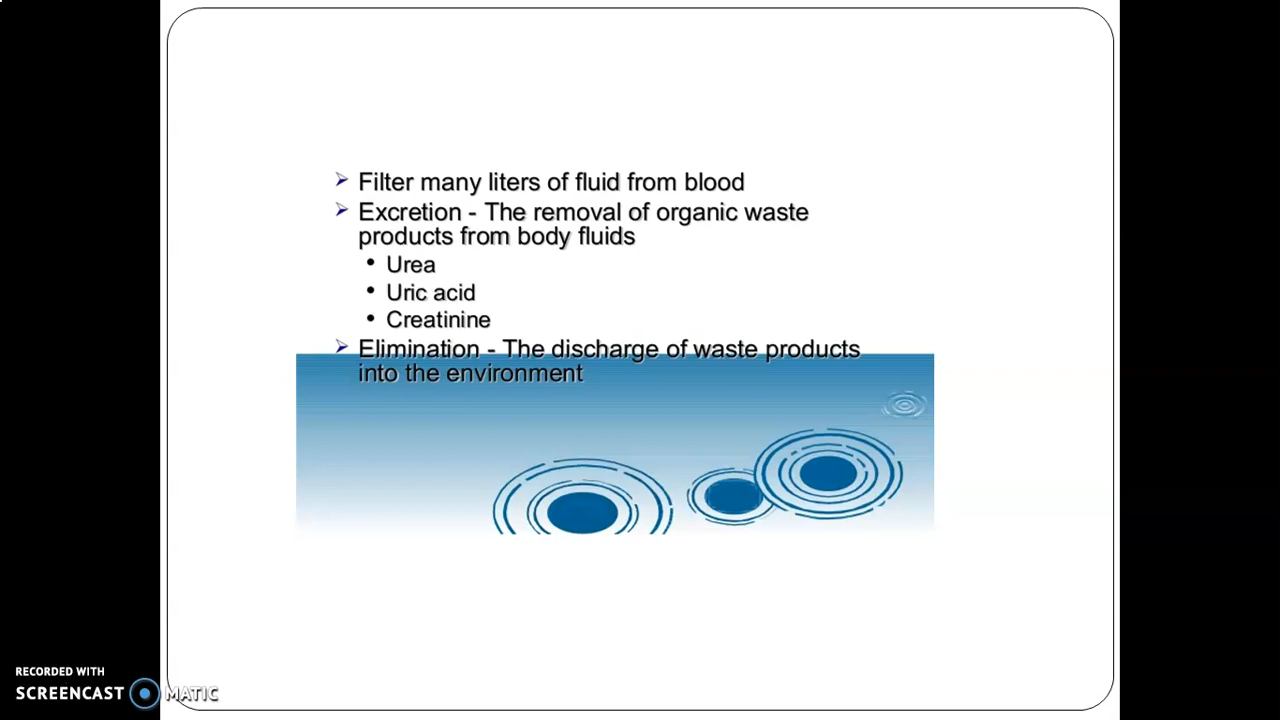 Filter many liters of fluid from blood
Excretion - The removal of organic waste
products from body fluids
Urea
Uric acid
Creatinine
Elimination - The discharge of waste products
into the environment
RECORDED WITH
SCREENCAST MATIC